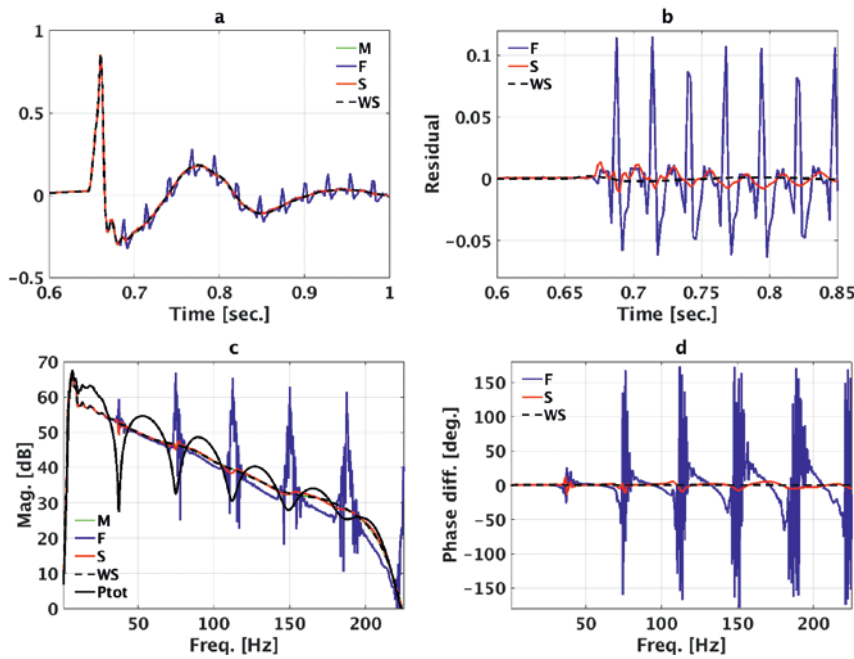 a
1
0.5
0
−0.5
0.6
0.7
0.8
0.9
1
Time [sec.]
M
F
S
WS
b
Residual
0.1
0.05
0
−0.05
0.6
0.65
0.7
0.75
0.8
0.85
Time [sec.]
F
S
WS
c
Mag. [dB]
70
60
50
40
30
20
10
0
50
100
150
200
Freq. [Hz]
M
F
S
WS
Ptot
d
Phase diff. [deg.]
150
100
50
0
−50
−100
−150
50
100
150
200
Freq. [Hz]
F
S
WS